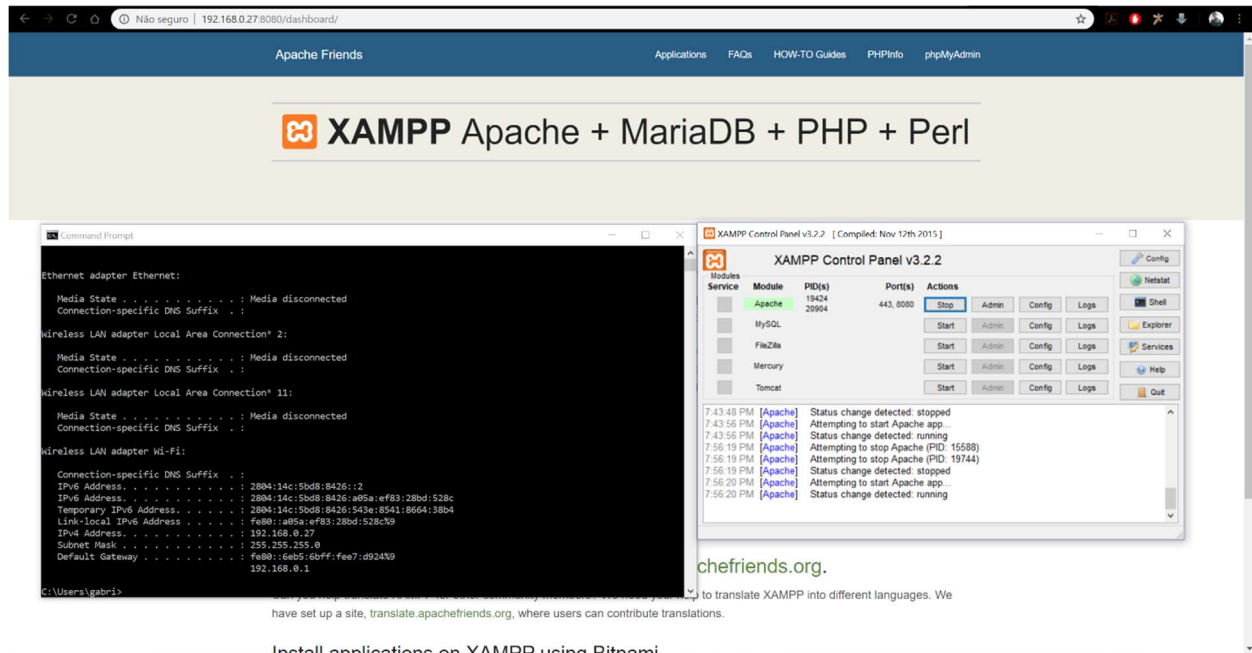 Não seguro | 192.168.0.27:8080/dashboard/
Apache Friends
Applications FAQs HOW-TO Guides PHPInfo phpMyAdmin
XAMPP Apache + MariaDB + PHP + Perl
Command Prompt
Ethernet adapter Ethernet:
Media State . . . . . . . . . . . : Media disconnected
Connection-specific DNS Suffix . :
Wireless LAN adapter Local Area Connection* 2:
Media State . . . . . . . . . . . : Media disconnected
Connection-specific DNS Suffix . :
Wireless LAN adapter Local Area Connection* 11:
Media State . . . . . . . . . . . : Media disconnected
Connection-specific DNS Suffix . :
Wireless LAN adapter Wi-Fi:
Connection-specific DNS Suffix . :
IPv6 Address. . . . . . . . . . . : 2804:14c:5bd8:8426::2
IPv6 Address. . . . . . . . . . . : 2804:14c:5bd8:8426:a05a:ef83:28bd:528c
Temporary IPv6 Address. . . . . . : 2804:14c:5bd8:8426:543e:8541:8664:38b4
Link-local IPv6 Address . . . . . : fe80::a05a:ef83:28bd:528c%9
IPv4 Address. . . . . . . . . . . : 192.168.0.27
Subnet Mask . . . . . . . . . . . : 255.255.255.0
Default Gateway . . . . . . . . . : fe80::6eb5:6bff:fee7:d924%9
192.168.0.1
C:\Users\gabri>
XAMPP Control Panel v3.2.2 [ Compiled: Nov 12th 2015 ]
XAMPP Control Panel v3.2.2
Config
Netstat
Shell
Explorer
Services
Help
Quit
Modules
Service Module PID(s) Port(s) Actions
Apache 19424 20904 443, 8080 Stop Admin Config Logs
MySQL Start Admin Config Logs
FileZilla Start Admin Config Logs
Mercury Start Admin Config Logs
Tomcat Start Admin Config Logs
7:43:48 PM [Apache] Status change detected: stopped
7:43:56 PM [Apache] Attempting to start Apache app...
7:43:56 PM [Apache] Status change detected: running
7:56:19 PM [Apache] Attempting to stop Apache (PID: 15588)
7:56:19 PM [Apache] Attempting to stop Apache (PID: 19744)
7:56:19 PM [Apache] Status change detected: stopped
7:56:20 PM [Apache] Attempting to start Apache app...
7:56:20 PM [Apache] Status change detected: running
chefriends.org.
to translate XAMPP into different languages. We
have set up a site, translate.apachefriends.org, where users can contribute translations.
Install applications on XAMPP using Bitnami